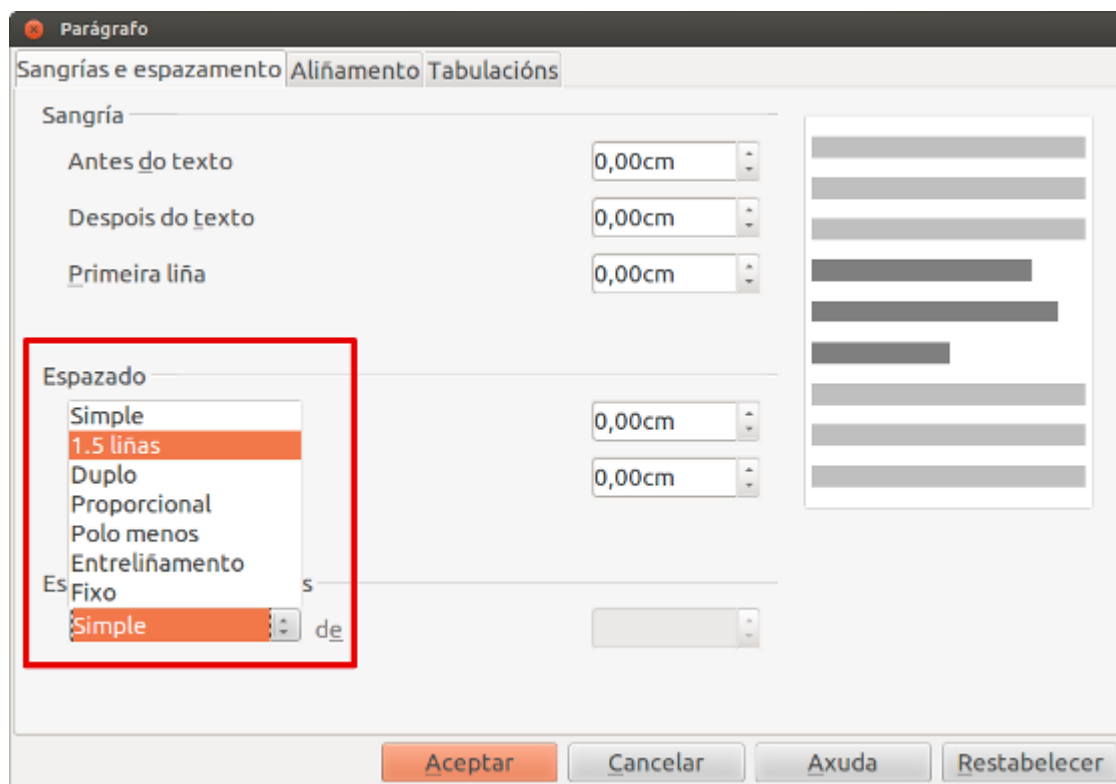 Parágrafo
Sangrías e espazamento Aliñamento Tabulacións
Sangría
Antes do texto 0,00cm
Despois do texto 0,00cm
Primeira liña 0,00cm
Espazado
Simple
0,00cm
1.5 liñas
Duplo
0,00cm
Proporcional
Polo menos
Entreliñamento
Es Fixo s
Simple de
Aceptar Cancelar Axuda Restabelecer